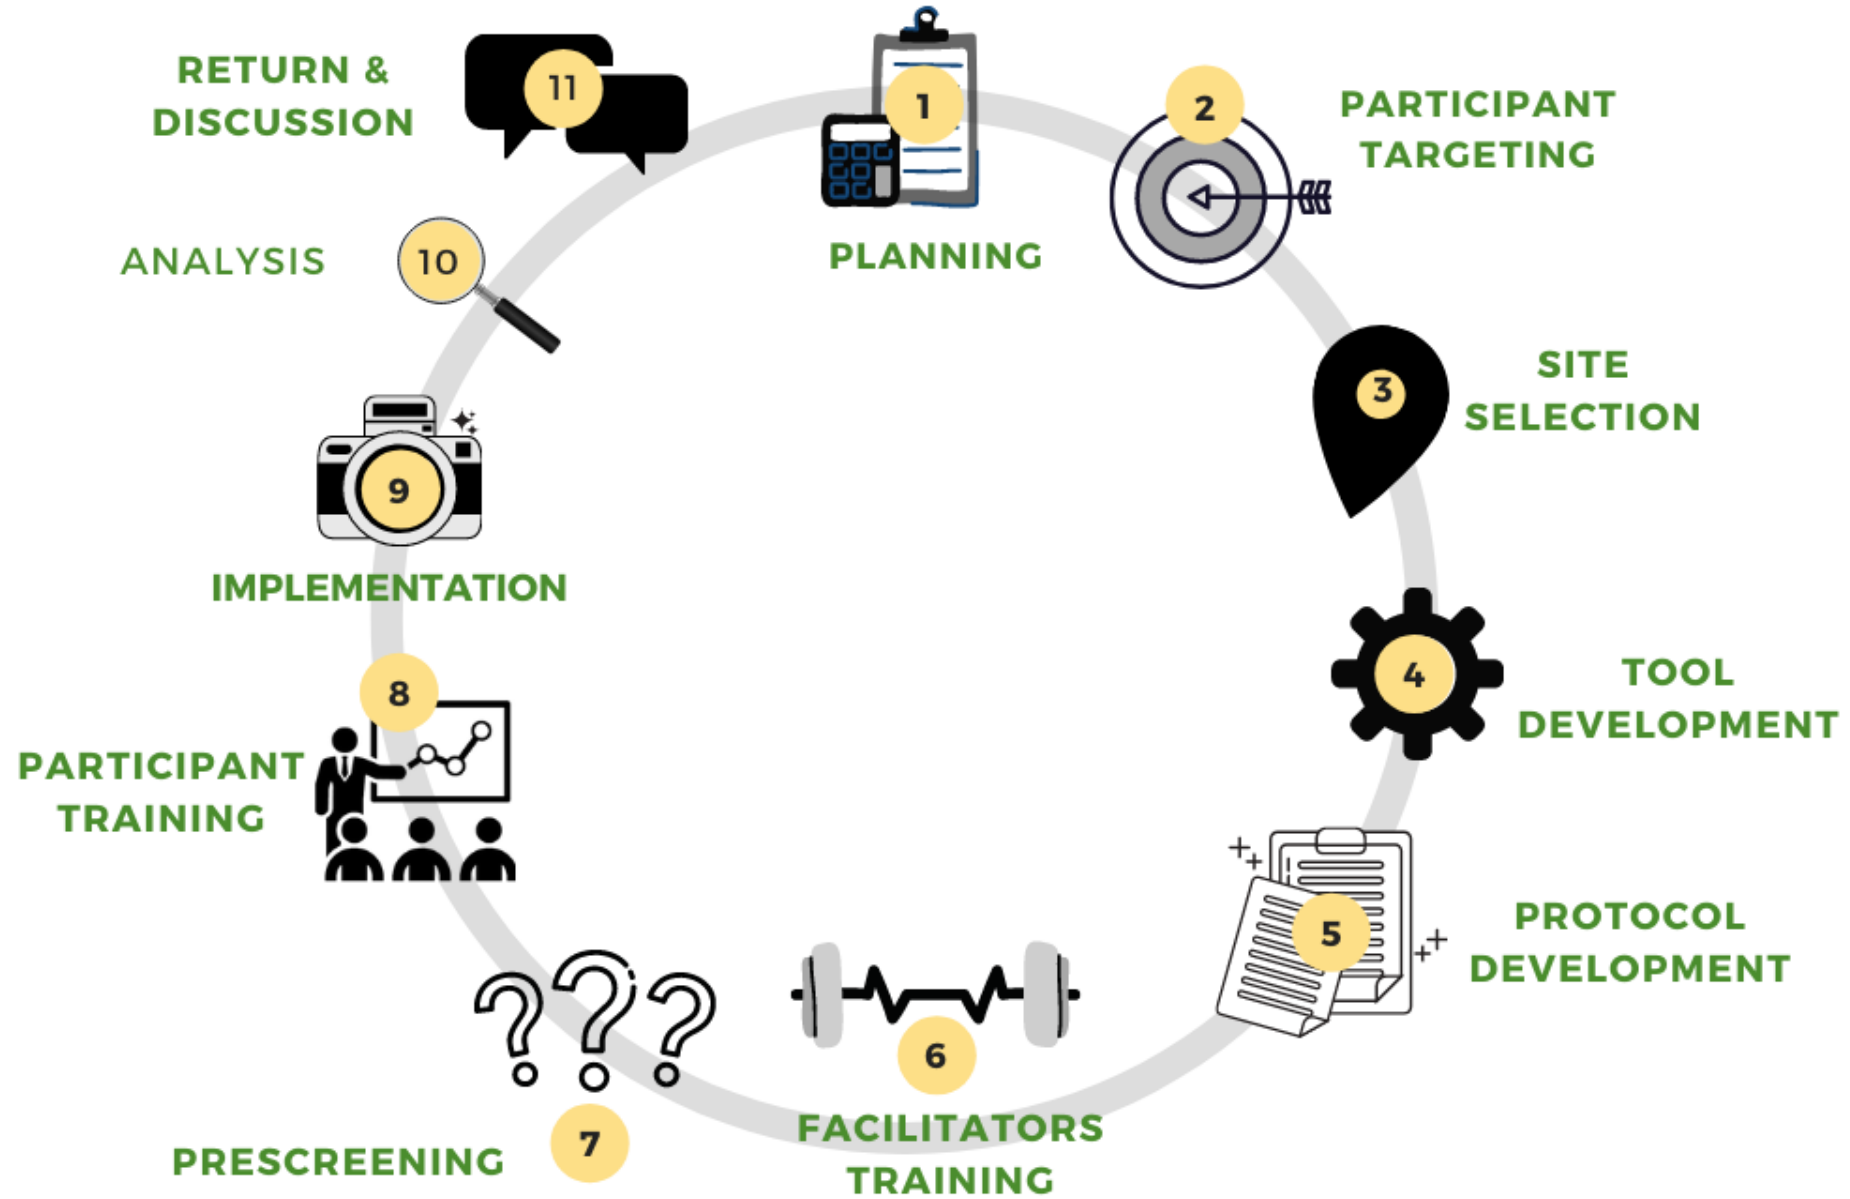 1
PLANNING
2
PARTICIPANT
TARGETING
3
SITE
SELECTION
4
TOOL
DEVELOPMENT
5
PROTOCOL
DEVELOPMENT
6
FACILITATORS
TRAINING
7
PRESCREENING
8
PARTICIPANT
TRAINING
9
IMPLEMENTATION
10
ANALYSIS
11
RETURN &
DISCUSSION